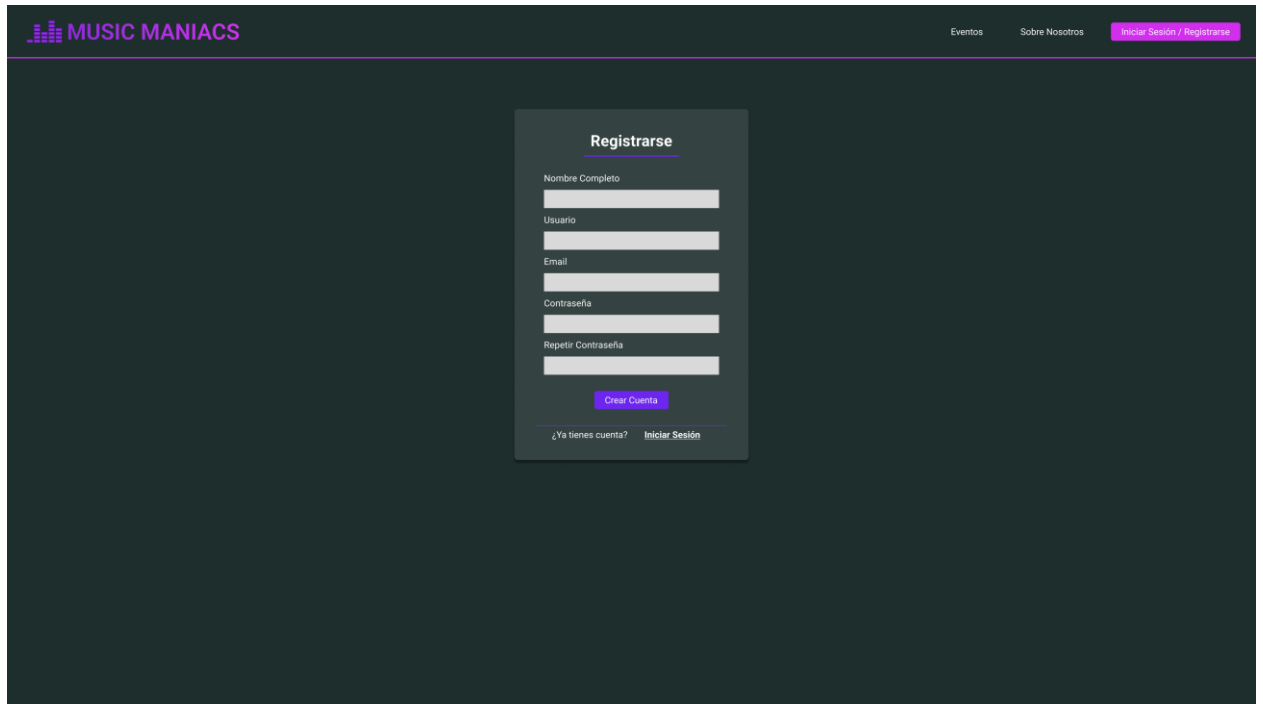 MUSIC MANIACS
Eventos Sobre Nosotros Iniciar Sesión / Registrarse
Registrarse
Nombre Completo
Usuario
Email
Contraseña
Repetir Contraseña
Crear Cuenta
¿Ya tienes cuenta? Iniciar Sesión